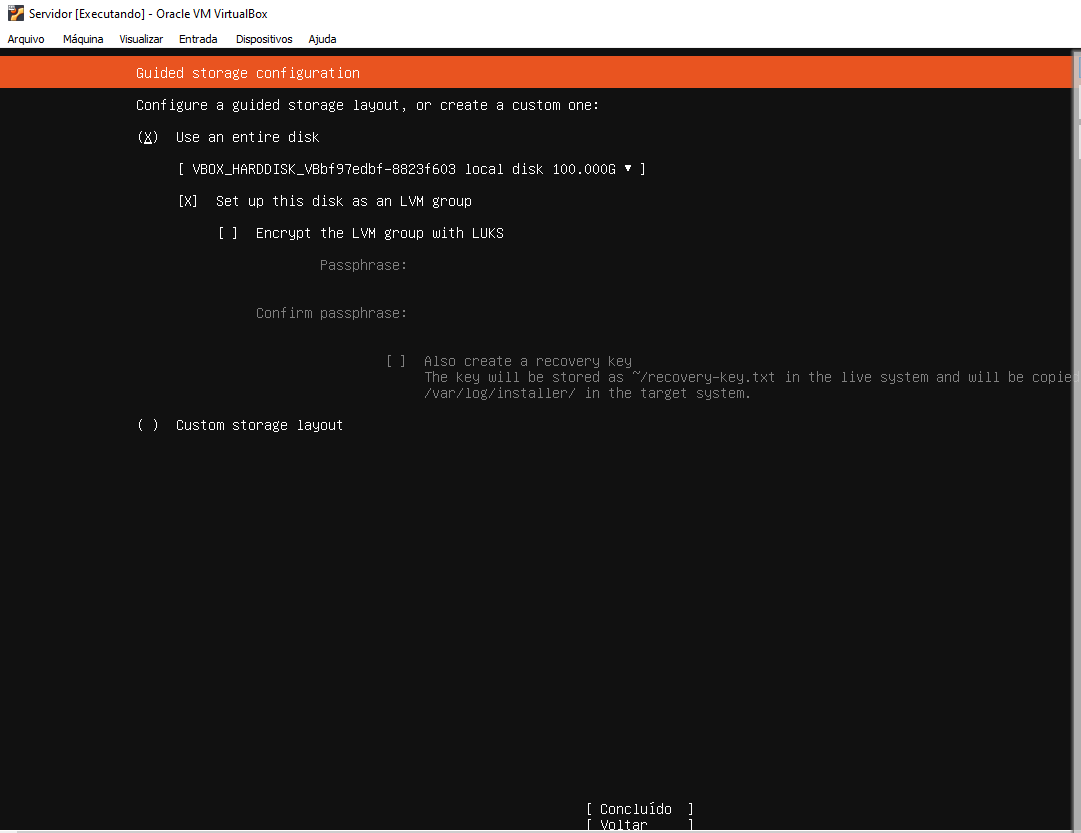 Servidor [Executando] - Oracle VM VirtualBox
Arquivo Máquina Visualizar Entrada Dispositivos Ajuda
Guided storage configuration
Configure a guided storage layout, or create a custom one:
(X) Use an entire disk
[ VBOX_HARDDISK_VBbf97edbf-8823f603 local disk 100.000G ▾ ]
[X] Set up this disk as an LVM group
[ ] Encrypt the LVM group with LUKS
Passphrase:
Confirm passphrase:
[ ] Also create a recovery key
The key will be stored as ~/recovery-key.txt in the live system and will be copie
/var/log/installer/ in the target system.
( ) Custom storage layout
[ Concluído ]
[ Voltar ]